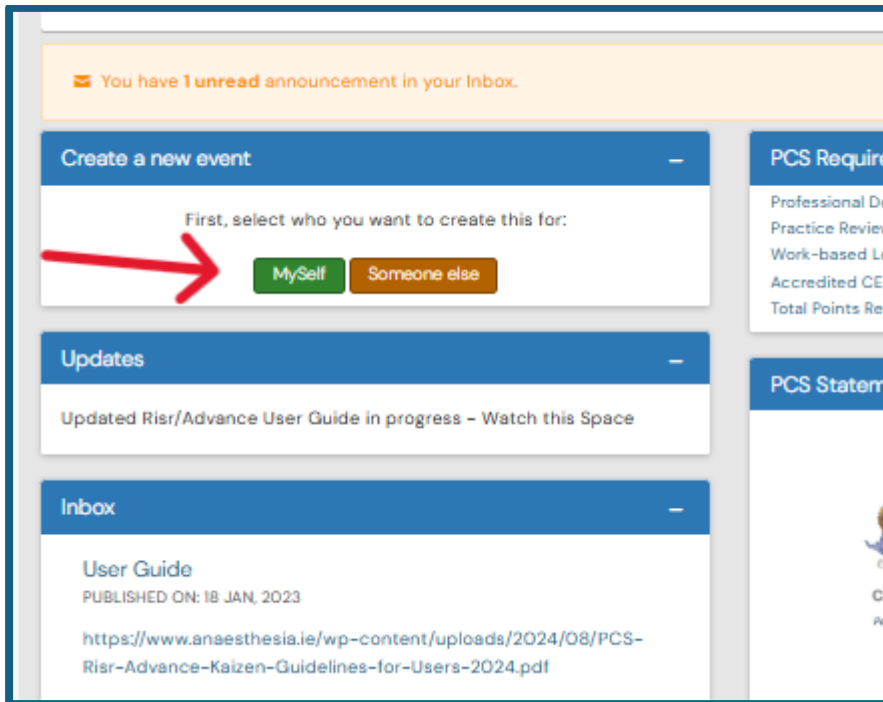 You have 1 unread announcement in your Inbox.
Create a new event
First, select who you want to create this for:
MySelf Someone else
Updates
Updated Risr/Advance User Guide in progress – Watch this Space
Inbox
User Guide
PUBLISHED ON: 18 JAN, 2023
https://www.anaesthesia.ie/wp-content/uploads/2024/08/PCS-
Risr-Advance-Kaizen-Guidelines-for-Users-2024.pdf
PCS Require
Professional De
Practice Review
Work-based Le
Accredited CE
Total Points Re
PCS Statem